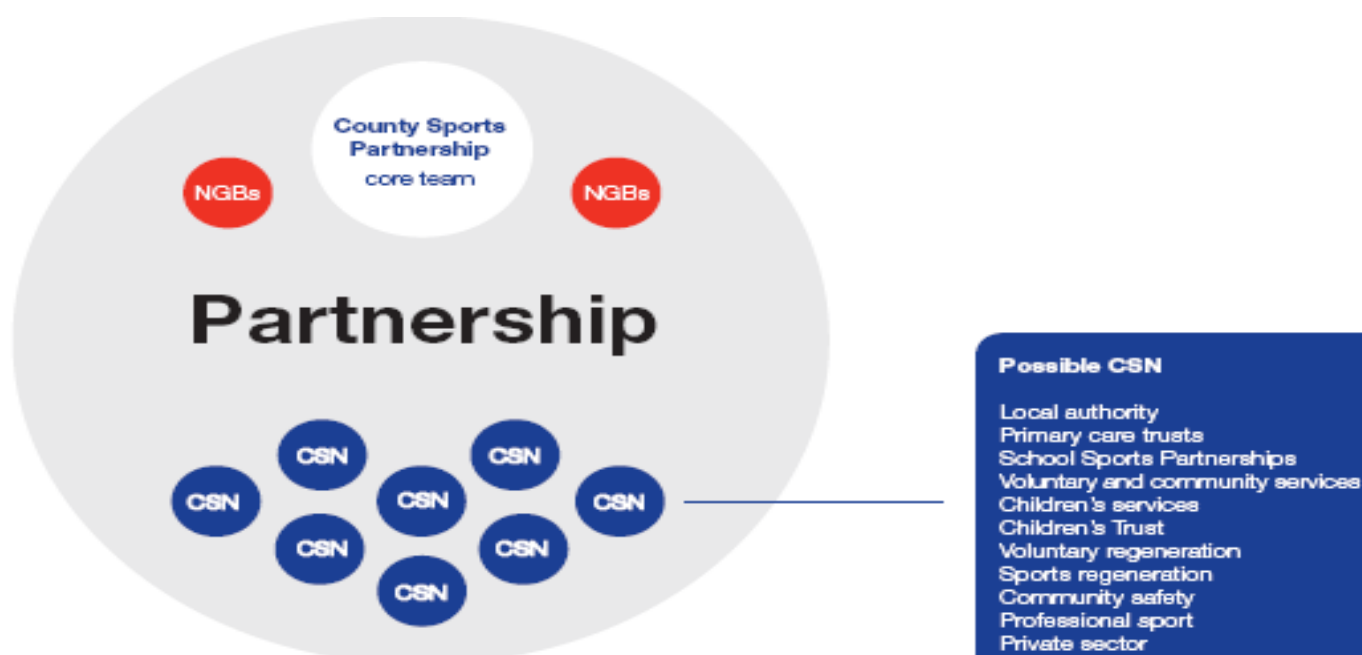 County Sports
Partnership
core team
NGBs
NGBs
Partnership
CSN
CSN
CSN
CSN
CSN
CSN
CSN
CSN
Possible CSN
Local authority
Primary care trusts
School Sports Partnerships
Voluntary and community services
Children's services
Children's Trust
Voluntary regeneration
Sports regeneration
Community safety
Professional sport
Private sector